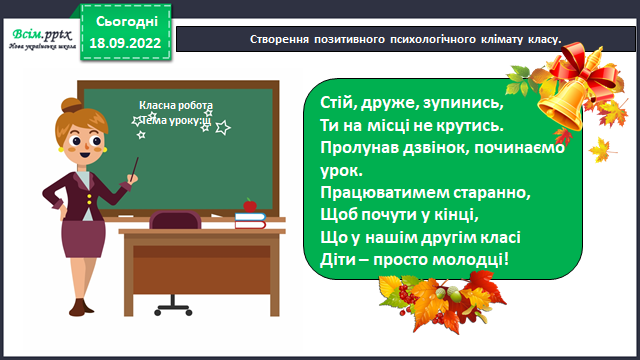 Всім.pptx
Нова українська школа
Сьогодні
18.09.2022
Створення позитивного психологічного клімату класу.
Класна робота
Тема уроку:ш
Стій, друже, зупинись,
Ти на місці не крутись.
Пролунав дзвінок, починаємо
урок.
Працюватимем старанно,
Щоб почути у кінці,
Що у нашім другім класі
Діти – просто молодці!